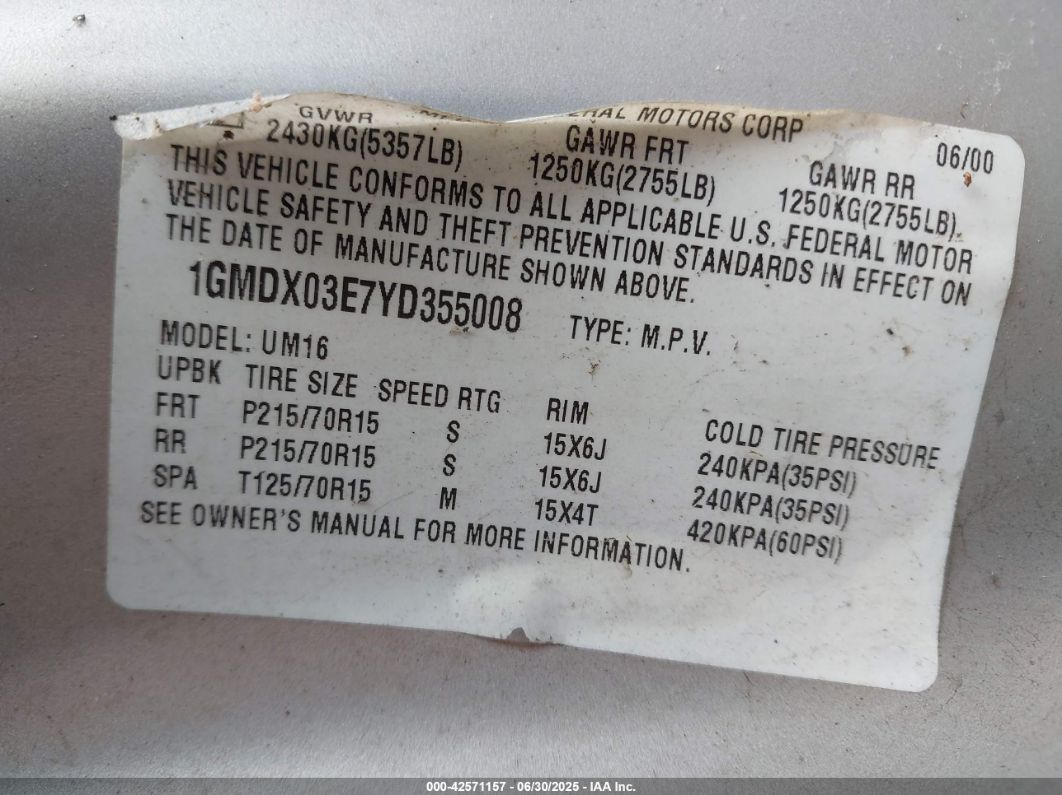 ERAL MOTORS CORP 06/00
GVWR GAWR FRT GAWR RR
2430KG(5357LB) 1250KG(2755LB) 1250KG(2755LB)
THIS VEHICLE CONFORMS TO ALL APPLICABLE U.S. FEDERAL MOTOR
VEHICLE SAFETY AND THEFT PREVENTION STANDARDS IN EFFECT ON
THE DATE OF MANUFACTURE SHOWN ABOVE.
1GMDX03E7YD355008 TYPE: M.P.V.
MODEL: UM16
UPBK TIRE SIZE SPEED RTG RIM COLD TIRE PRESSURE
FRT P215/70R15 S 15X6J 240KPA(35PSI)
RR P215/70R15 S 15X6J 240KPA(35PSI)
SPA T125/70R15 M 15X4T 420KPA(60PSI)
SEE OWNER'S MANUAL FOR MORE INFORMATION.
000-42571157 - 06/30/2025 - IAA Inc.